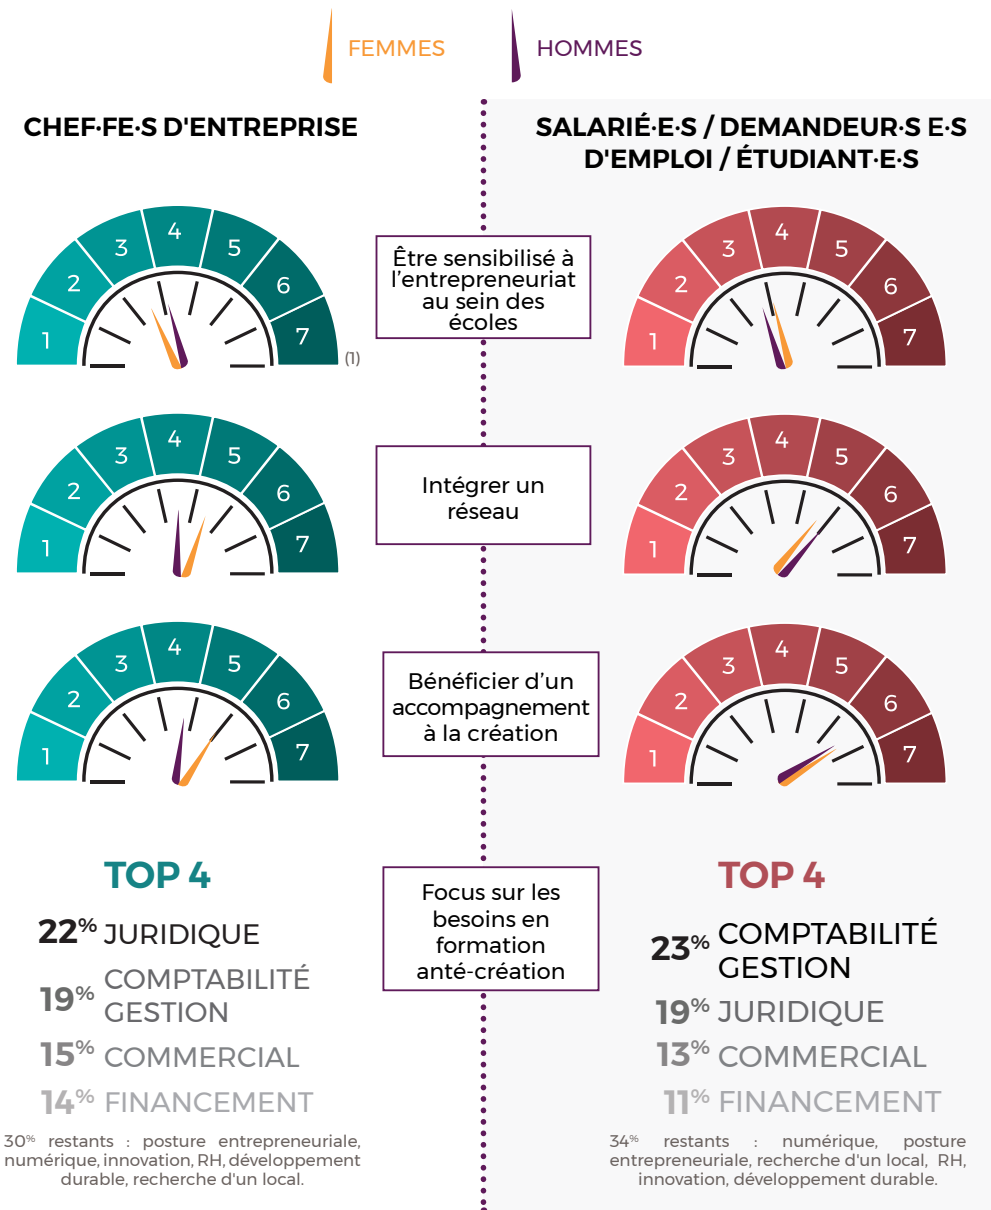 FEMMES
HOMMES
CHEF·FE·S D'ENTREPRISE
SALARIÉ·E·S / DEMANDEUR·S E·S
D'EMPLOI / ÉTUDIANT·E·S
1
2
3
4
5
6
7
(1)
Être sensibilisé à
l’entrepreneuriat
au sein des
écoles
1
2
3
4
5
6
7
1
2
3
4
5
6
7
Intégrer un
réseau
1
2
3
4
5
6
7
1
2
3
4
5
6
7
Bénéficier d’un
accompagnement
à la création
1
2
3
4
5
6
7
TOP 4
22% JURIDIQUE
19% COMPTABILITÉ
GESTION
15% COMMERCIAL
14% FINANCEMENT
30% restants : posture entrepreneuriale,
numérique, innovation, RH, développement
durable, recherche d'un local.
Focus sur les
besoins en
formation
anté-création
TOP 4
23% COMPTABILITÉ
GESTION
19% JURIDIQUE
13% COMMERCIAL
11% FINANCEMENT
34% restants : numérique, posture
entrepreneuriale, recherche d'un local, RH,
innovation, développement durable.